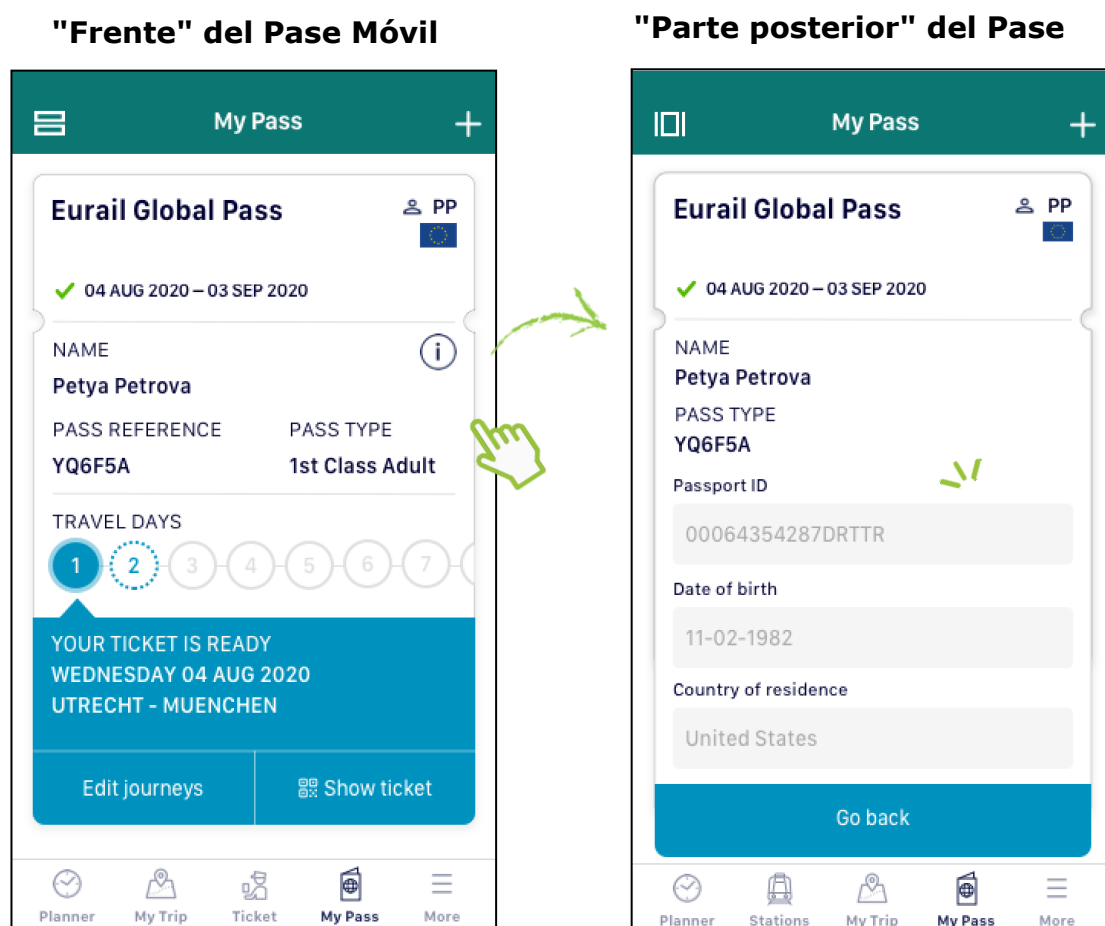 "Frente" del Pase Móvil
My Pass
Eurail Global Pass
PP
04 AUG 2020 – 03 SEP 2020
NAME
Petya Petrova
PASS REFERENCE PASS TYPE
YQ6F5A 1st Class Adult
TRAVEL DAYS
1 2 3 4 5 6 7
YOUR TICKET IS READY
WEDNESDAY 04 AUG 2020
UTRECHT - MUENCHEN
Edit journeys Show ticket
Planner My Trip Ticket My Pass More
"Parte posterior" del Pase
My Pass
Eurail Global Pass
PP
04 AUG 2020 – 03 SEP 2020
NAME
Petya Petrova
PASS TYPE
YQ6F5A
Passport ID
00064354287DRTTR
Date of birth
11-02-1982
Country of residence
United States
Go back
Planner Stations My Trip My Pass More